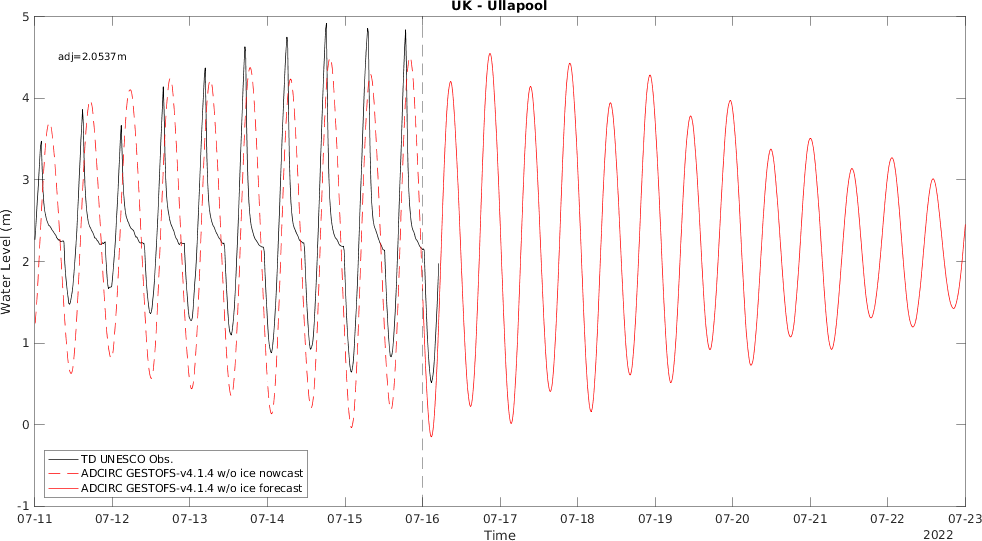 UK - Ullapool
adj=2.0537m
Water Level (m)
5
4
3
2
1
0
-1
TD UNESCO Obs.
ADCIRC GESTOFS-v4.1.4 w/o ice nowcast
ADCIRC GESTOFS-v4.1.4 w/o ice forecast
07-11 07-12 07-13 07-14 07-15 07-16 07-17 07-18 07-19 07-20 07-21 07-22 07-23
Time
2022